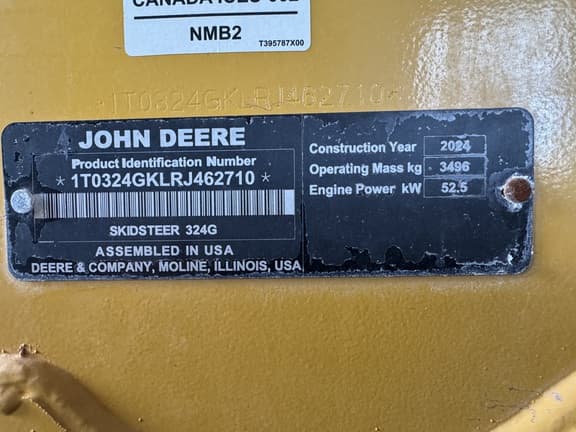 NMB2
T395787X00
1T0324GKLRJ462710
JOHN DEERE
Product Identification Number
*1T0324GKLRJ462710*
SKIDSTEER 324G
ASSEMBLED IN USA
DEERE & COMPANY, MOLINE, ILLINOIS, USA
Construction Year 2024
Operating Mass kg 3496
Engine Power kW 52.5